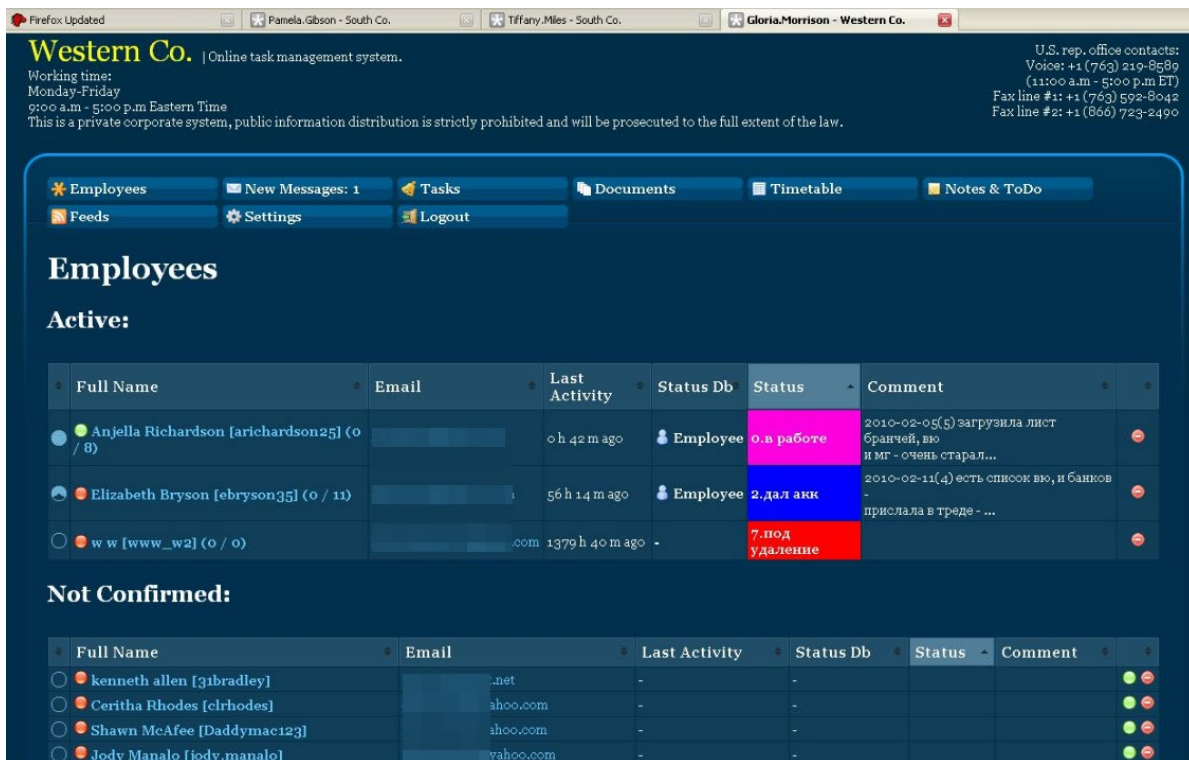 Firefox Updated Pamela.Gibson - South Co. Tiffany.Miles - South Co. Gloria.Morrison - Western Co.
Western Co. | Online task management system.
Working time:
Monday-Friday
9:00 a.m - 5:00 p.m Eastern Time
This is a private corporate system, public information distribution is strictly prohibited and will be prosecuted to the full extent of the law.
U.S. rep. office contacts:
Voice: +1 (763) 219-8589
(11:00 a.m - 5:00 p.m ET)
Fax line #1: +1 (763) 592-8042
Fax line #2: +1 (866) 723-2490
Employees New Messages: 1 Tasks Documents Timetable Notes & ToDo
Feeds Settings Logout
Employees
Active:
Full Name Email Last Activity Status Db Status Comment
Anjella Richardson [arichardson25] (0 / 8) 0 h 42 m ago Employee 0.в работе 2010-02-05(5) загрузила лист
бранчей, вю
и мг - очень старал...
Elizabeth Bryson [ebryson35] (0 / 11) 56 h 14 m ago Employee 2.дал акк 2010-02-11(4) есть список вю, и банков
-
прислала в треде - ...
w w [www_w2] (0 / 0) .com 1379 h 40 m ago - 7.под
удаление
Not Confirmed:
Full Name Email Last Activity Status Db Status Comment
kenneth allen [31bradley] .net - -
Ceritha Rhodes [clrhodes] ahoo.com - -
Shawn McAfee [Daddymac123] ahoo.com - -
Jody Manalo [jody.manalo] yahoo.com - -